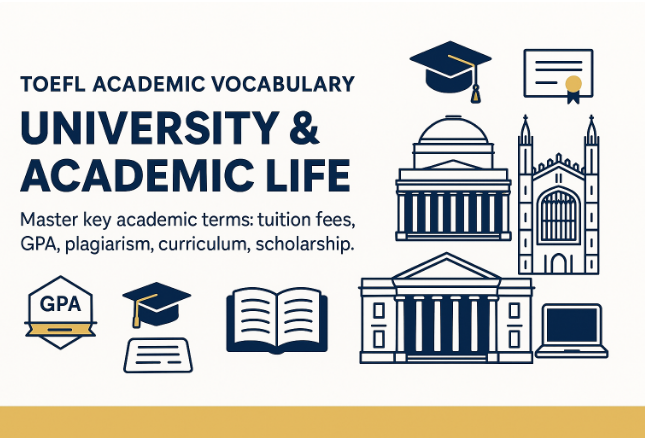 TOEFL ACADEMIC VOCABULARY
UNIVERSITY &
ACADEMIC LIFE
Master key academic terms: tuition fees,
GPA, plagiarism, curriculum, scholarship.
GPA